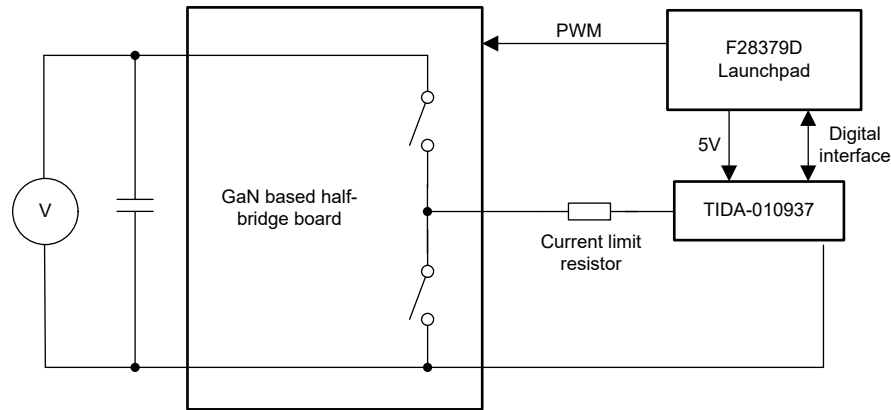 PWM
F28379D
Launchpad
5V
Digital
interface
V
GaN based half-
bridge board
TIDA-010937
Current limit
resistor